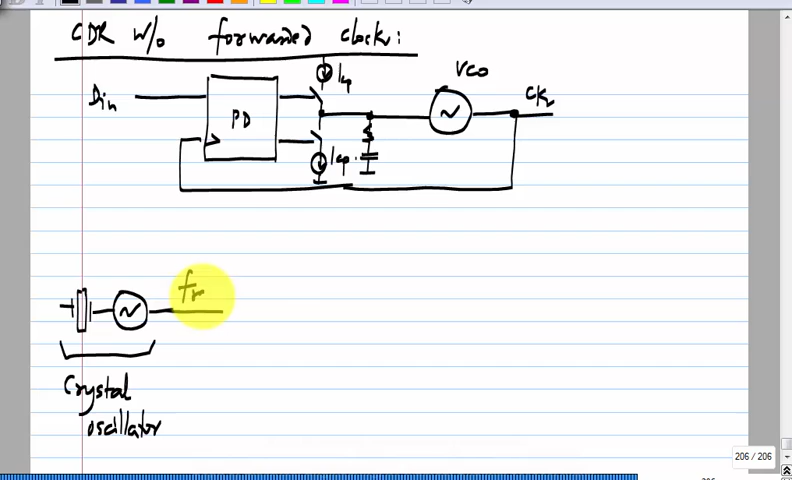 CDR w/o forwarded clock:
Icp
VCO
Din
PD
CKr
Icp
fr
Crystal
oscillator
206 / 206